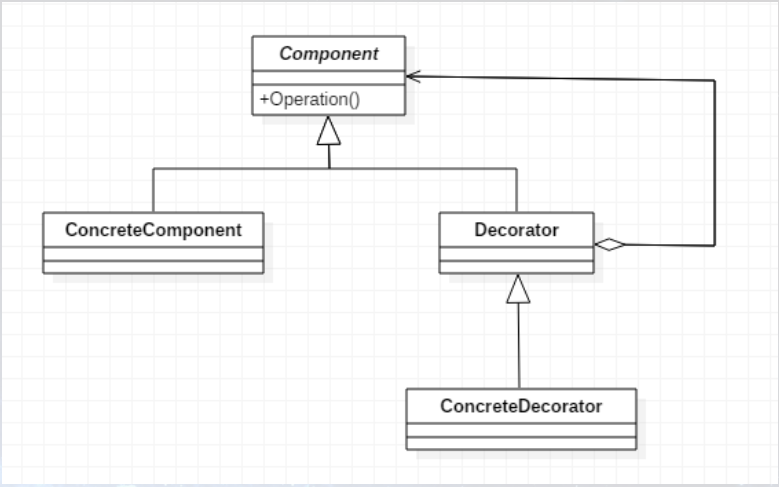 Component
+Operation()
ConcreteComponent
Decorator
ConcreteDecorator